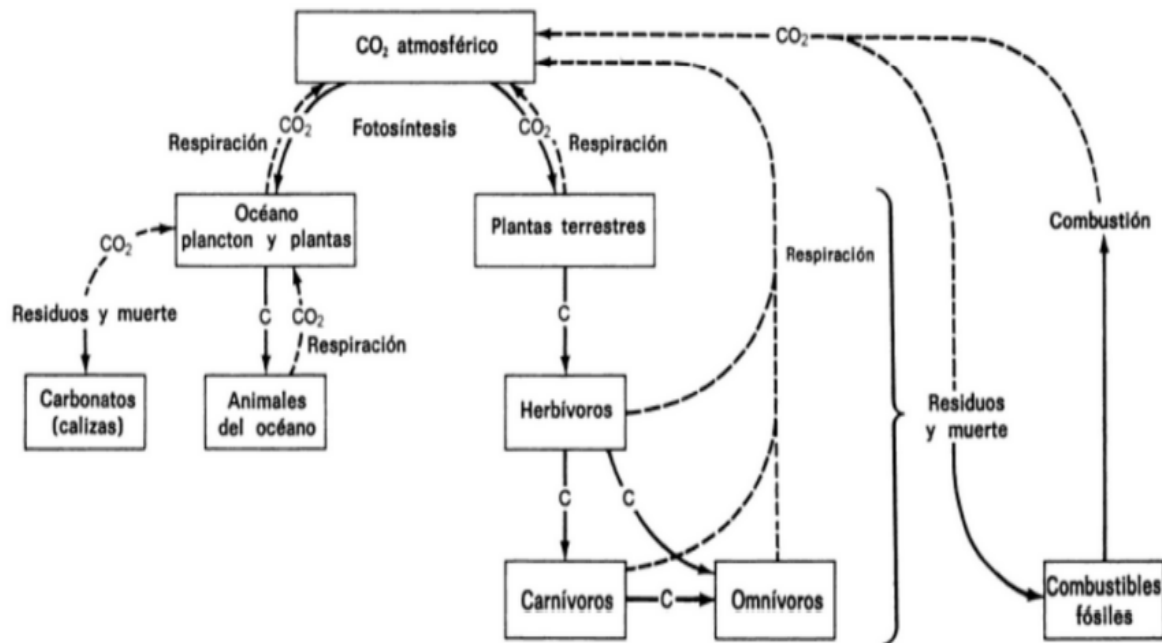 CO₂ atmosférico
CO₂
Respiración
CO₂
Fotosíntesis
CO₂
Respiración
Océano
plancton y plantas
Plantas terrestres
Combustión
CO₂
Respiración
Residuos y muerte
C
CO₂
C
Respiración
Carbonatos
(calizas)
Animales
del océano
Herbívoros
Residuos
y muerte
C
C
Carnívoros
C
Omnívoros
Combustibles
fósiles